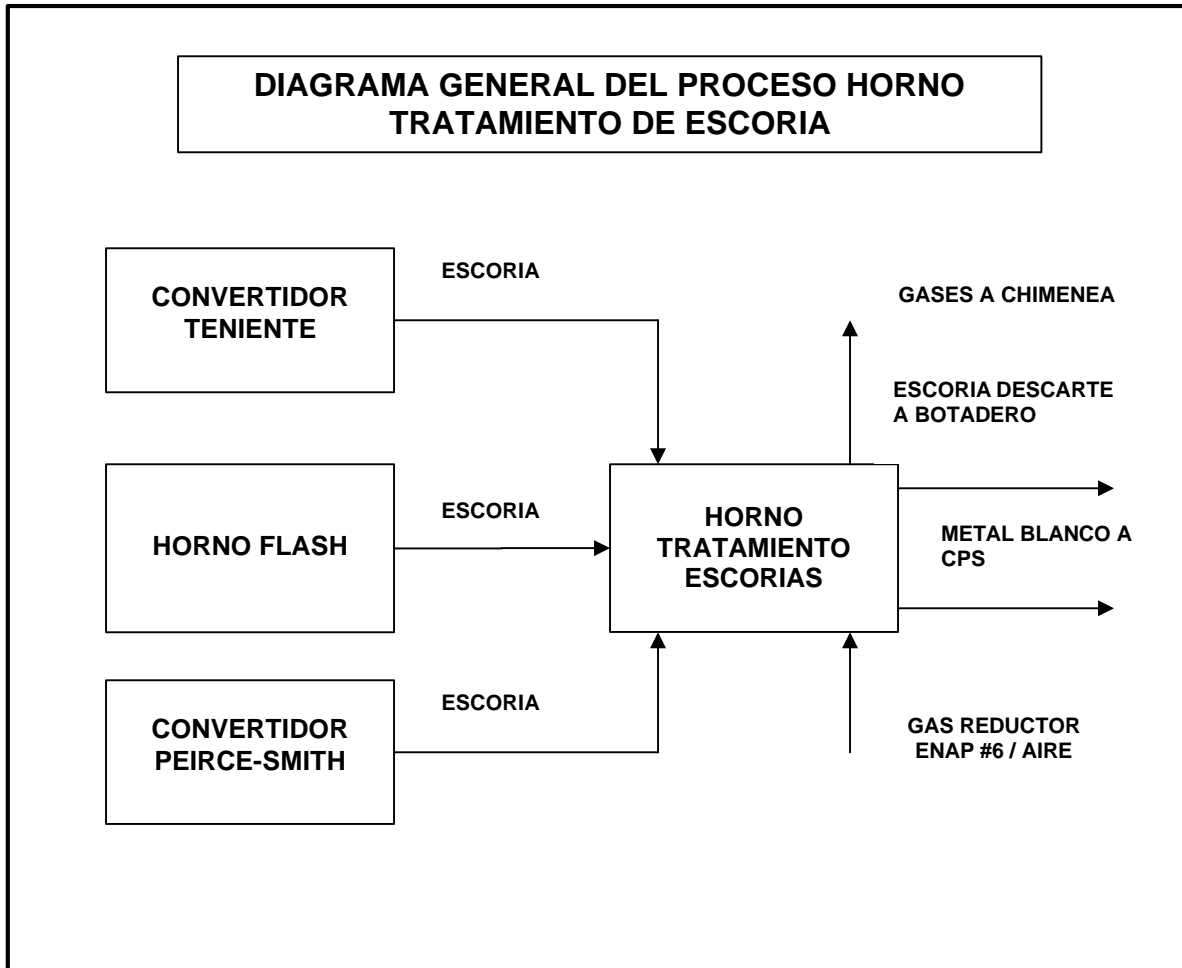 DIAGRAMA GENERAL DEL PROCESO HORNO
TRATAMIENTO DE ESCORIA
CONVERTIDOR
TENIENTE
ESCORIA
GASES A CHIMENEA
ESCORIA DESCARTE
A BOTADERO
HORNO FLASH
ESCORIA
HORNO
TRATAMIENTO
ESCORIAS
METAL BLANCO A
CPS
CONVERTIDOR
PEIRCE-SMITH
ESCORIA
GAS REDUCTOR
ENAP #6 / AIRE